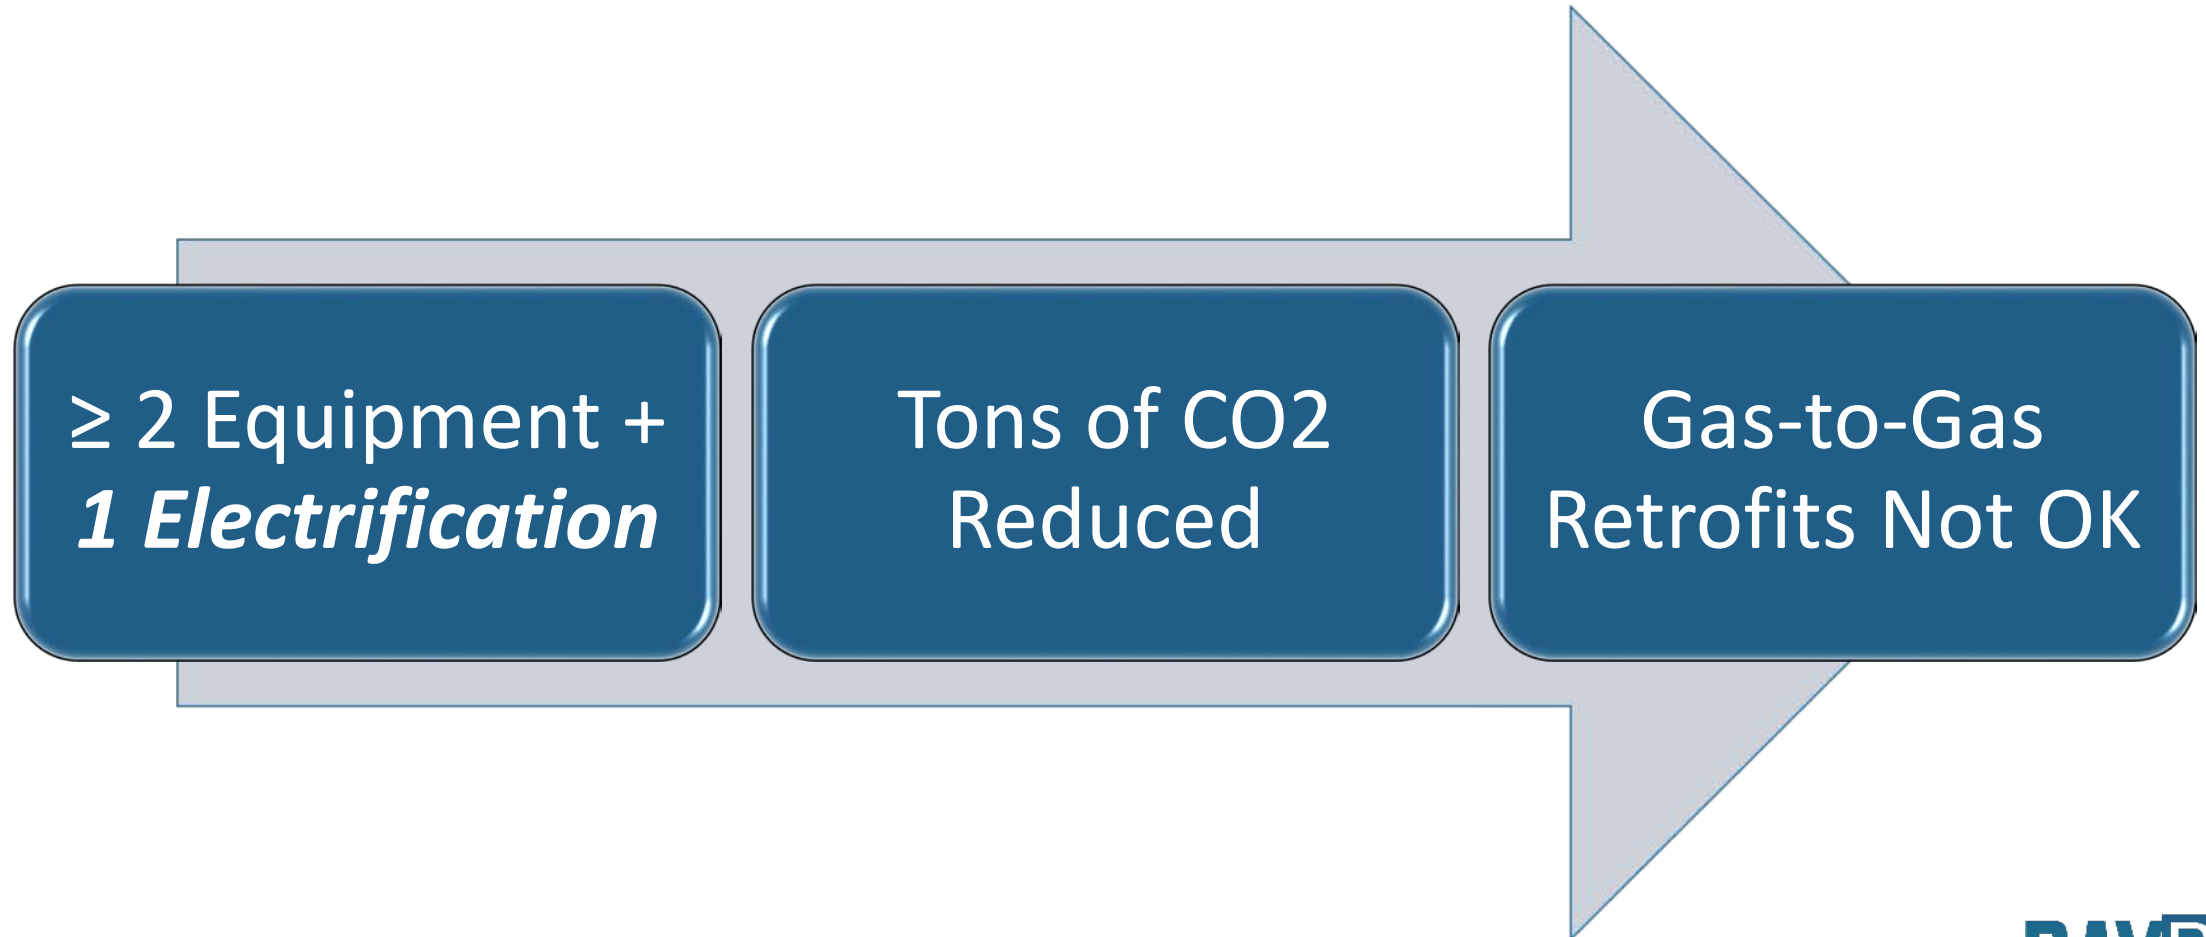 ≥ 2 Equipment +
1 Electrification
Tons of CO2
Reduced
Gas-to-Gas
Retrofits Not OK